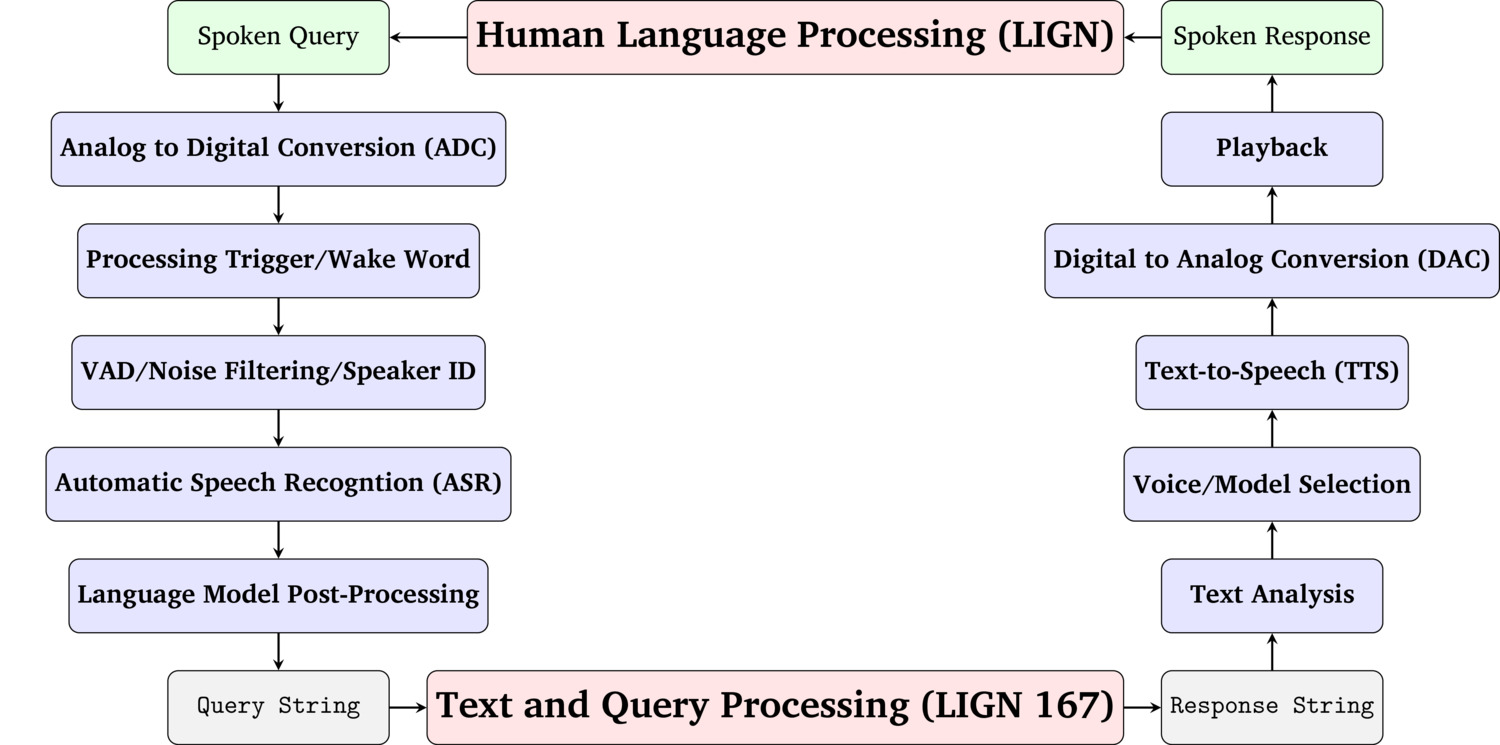 Spoken Query
Human Language Processing (LIGN)
Spoken Response
Analog to Digital Conversion (ADC)
Playback
Processing Trigger/Wake Word
Digital to Analog Conversion (DAC)
VAD/Noise Filtering/Speaker ID
Text-to-Speech (TTS)
Automatic Speech Recogntion (ASR)
Voice/Model Selection
Language Model Post-Processing
Text Analysis
Query String
Text and Query Processing (LIGN 167)
Response String